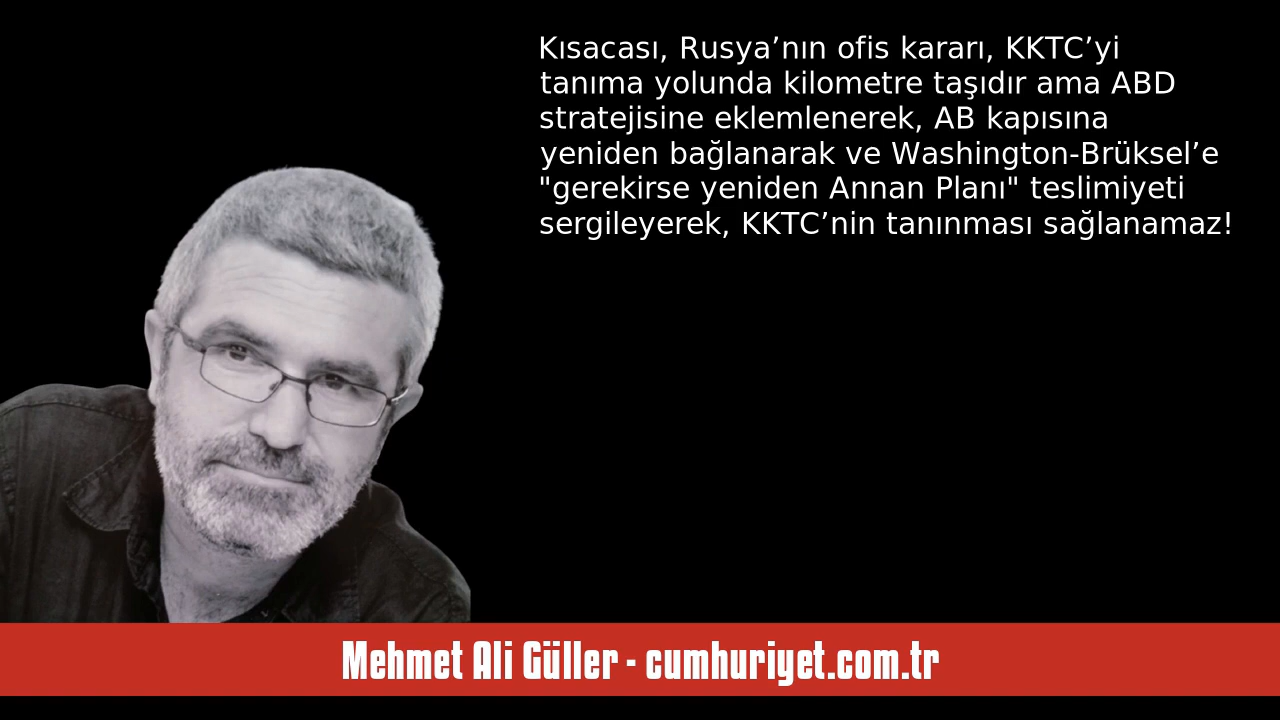 Kısacası, Rusya’nın ofis kararı, KKTC’yi
tanıma yolunda kilometre taşıdır ama ABD
stratejisine eklemlenerek, AB kapısına
yeniden bağlanarak ve Washington-Brüksel’e
"gerekirse yeniden Annan Planı" teslimiyeti
sergileyerek, KKTC’nin tanınması sağlanamaz!
Mehmet Ali Güller - cumhuriyet.com.tr